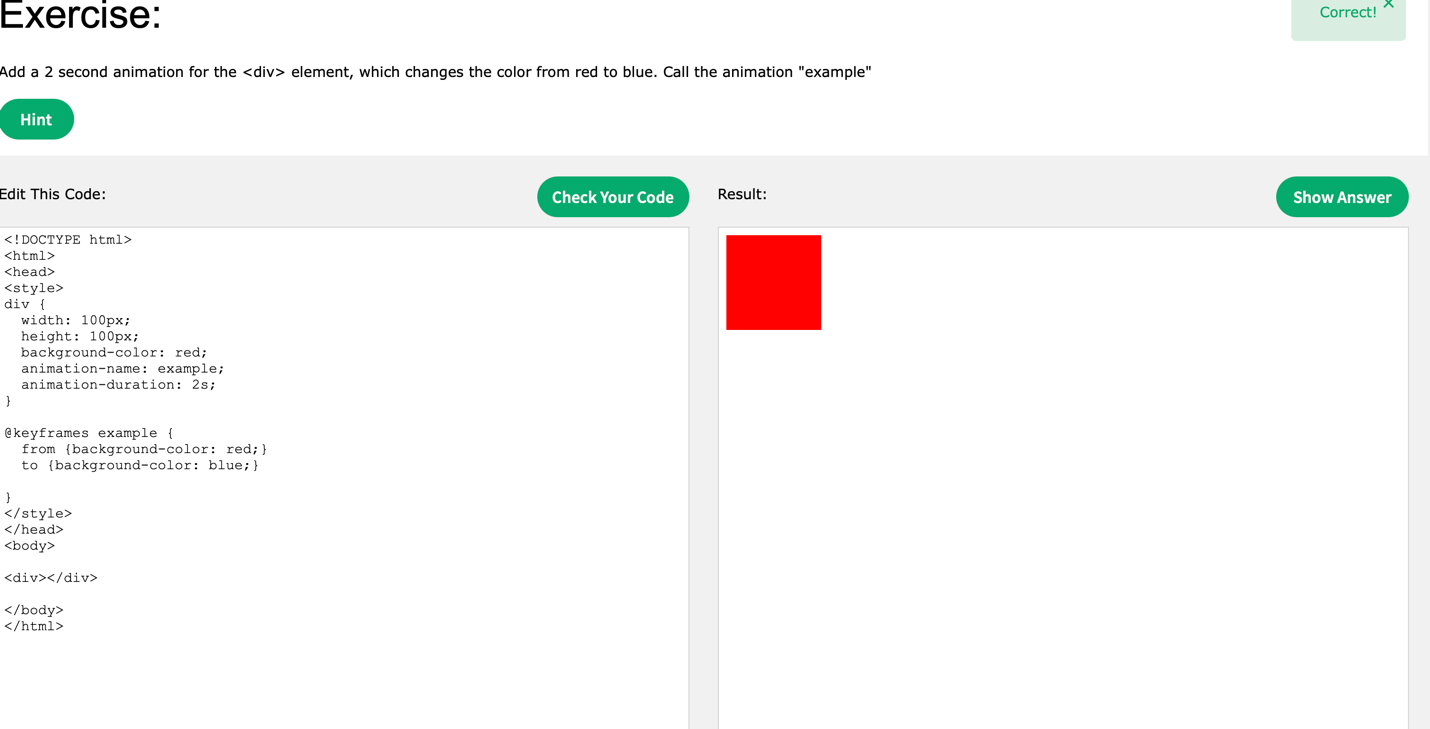 Exercise:
Correct!
×
Add a 2 second animation for the <div> element, which changes the color from red to blue. Call the animation "example"
Hint
Edit This Code:
Check Your Code
Result:
Show Answer
<!DOCTYPE html>
<html>
<head>
<style>
div {
  width: 100px;
  height: 100px;
  background-color: red;
  animation-name: example;
  animation-duration: 2s;
}

@keyframes example {
  from {background-color: red;}
  to {background-color: blue;}

}
</style>
</head>
<body>

<div></div>

</body>
</html>